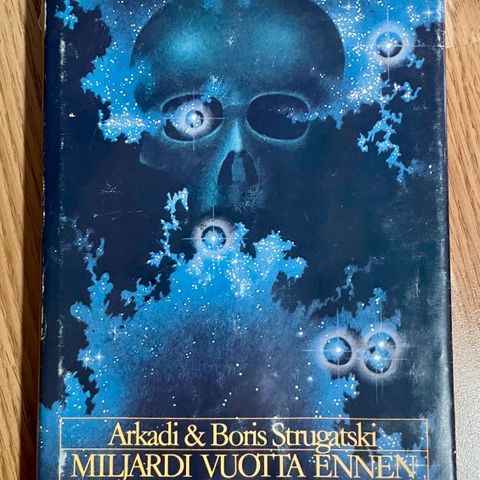 Arkadi & Boris Strugatski
MILJARDI VUOTTA ENNEN